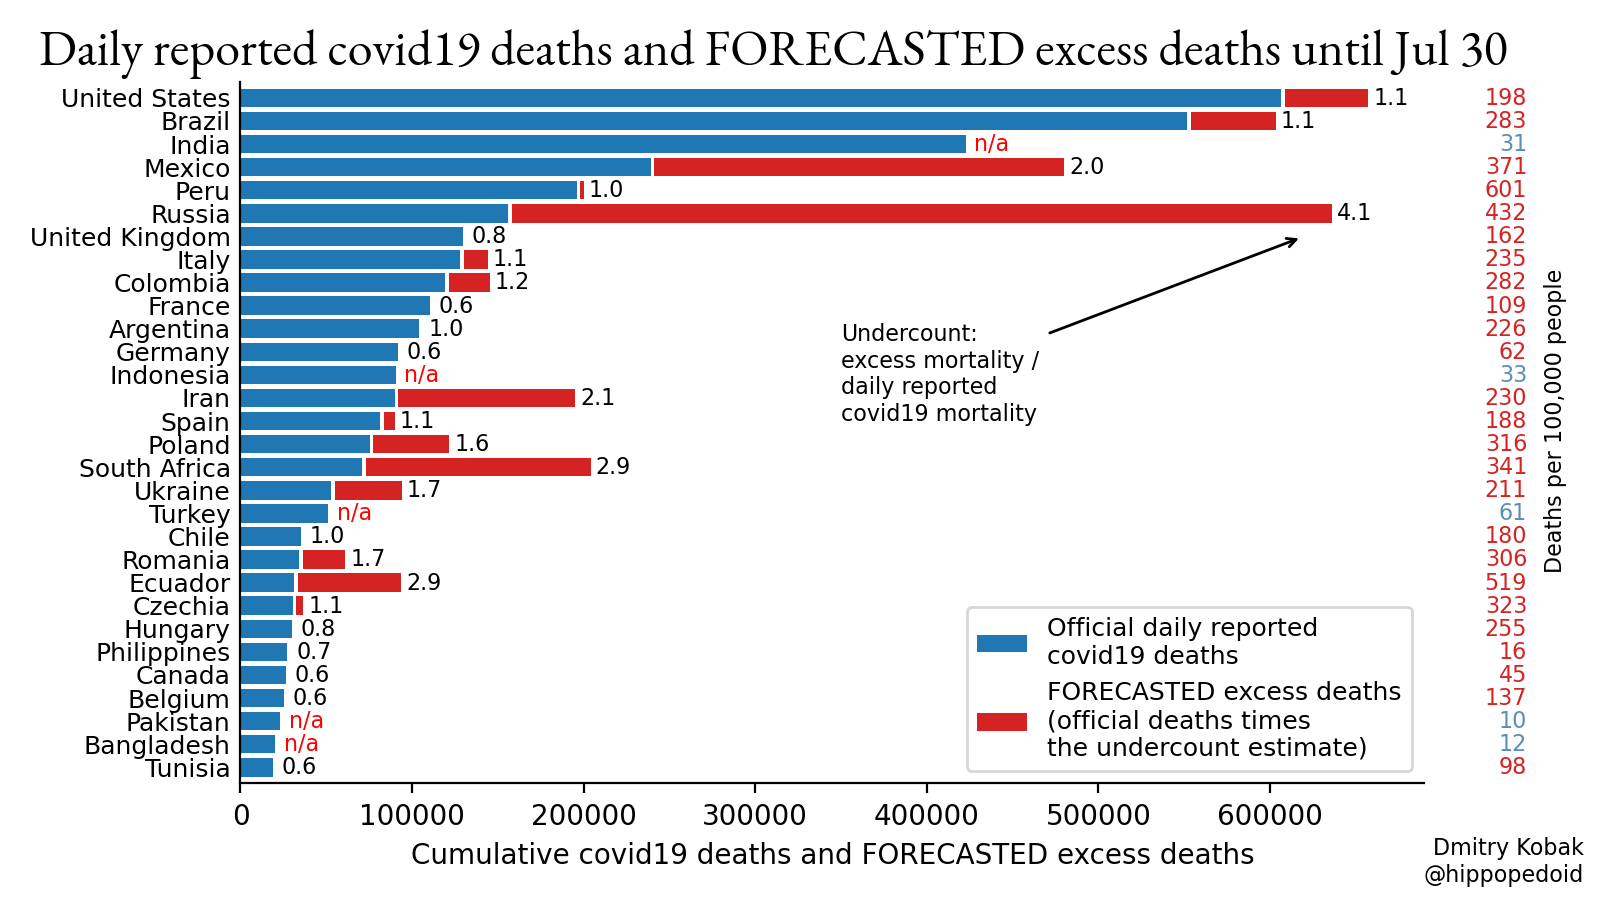 Daily reported covid19 deaths and FORECASTED excess deaths until Jul 30
United States 1.1 198
Brazil 1.1 283
India n/a 31
Mexico 2.0 371
Peru 1.0 601
Russia 4.1 432
United Kingdom 0.8 162
Italy 1.1 235
Colombia 1.2 282
France 0.6 109
Argentina 1.0 226
Germany 0.6 62
Indonesia n/a 33
Iran 2.1 230
Spain 1.1 188
Poland 1.6 316
South Africa 2.9 341
Ukraine 1.7 211
Turkey n/a 61
Chile 1.0 180
Romania 1.7 306
Ecuador 2.9 519
Czechia 1.1 323
Hungary 0.8 255
Philippines 0.7 16
Canada 0.6 45
Belgium 0.6 137
Pakistan n/a 10
Bangladesh n/a 12
Tunisia 0.6 98
Undercount:
excess mortality /
daily reported
covid19 mortality
Deaths per 100,000 people
Official daily reported
covid19 deaths
FORECASTED excess deaths
(official deaths times
the undercount estimate)
0 100000 200000 300000 400000 500000 600000
Cumulative covid19 deaths and FORECASTED excess deaths
Dmitry Kobak
@hippopedoid